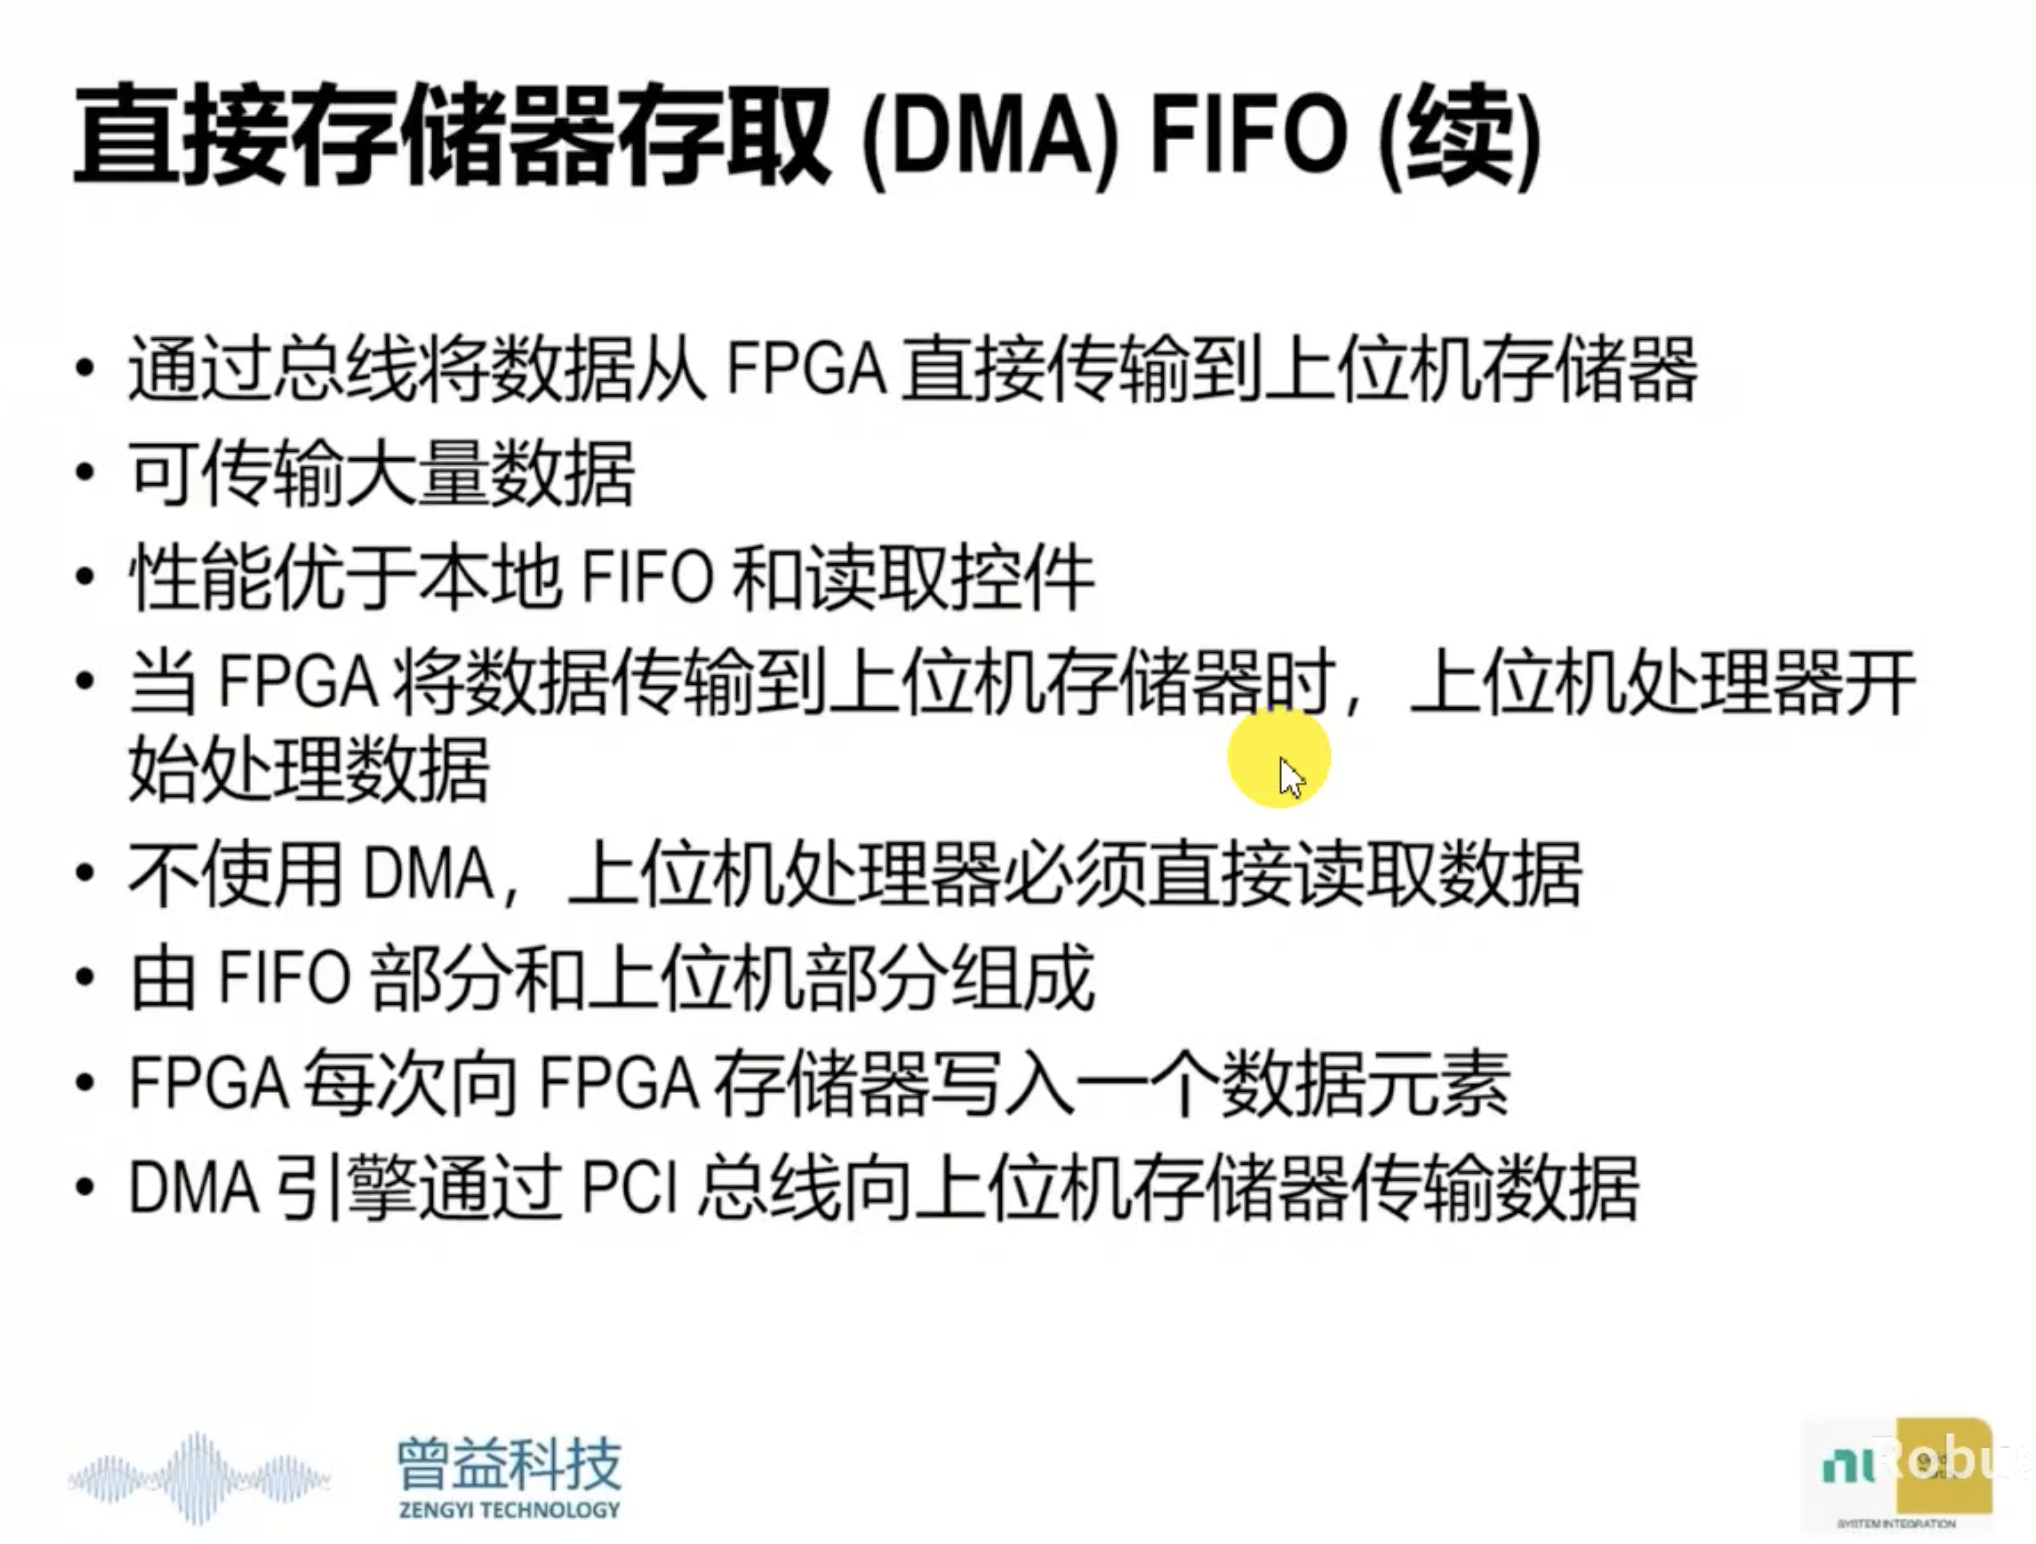 直接存储器存取 (DMA) FIFO (续)
• 通过总线将数据从 FPGA 直接传输到上位机存储器
• 可传输大量数据
• 性能优于本地 FIFO 和读取控件
• 当 FPGA 将数据传输到上位机存储器时，上位机处理器开
始处理数据
• 不使用 DMA，上位机处理器必须直接读取数据
• 由 FIFO 部分和上位机部分组成
• FPGA 每次向 FPGA 存储器写入一个数据元素
• DMA 引擎通过 PCI 总线向上位机存储器传输数据
曾益科技
ZENGYI TECHNOLOGY
ni
SYSTEM INTEGRATION